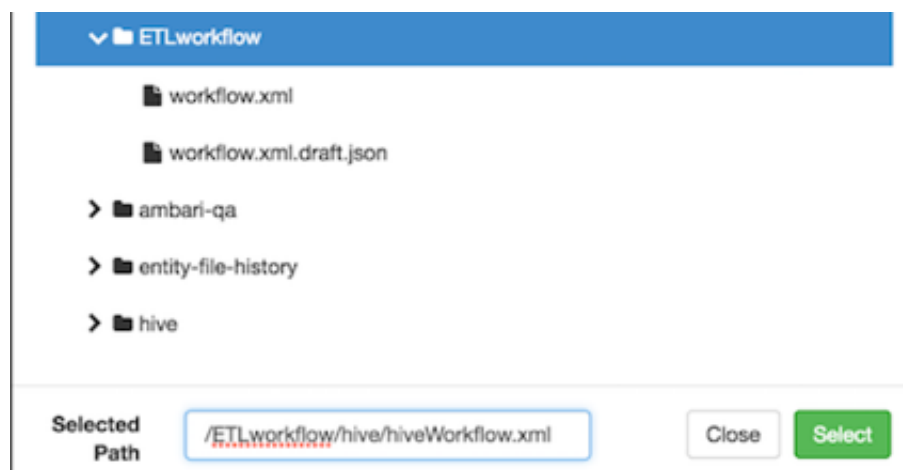 ETLworkflow
workflow.xml
workflow.xml.draft.json
ambari-qa
entity-file-history
hive
Selected
Path
/ETLworkflow/hive/hiveWorkflow.xml
Close
Select